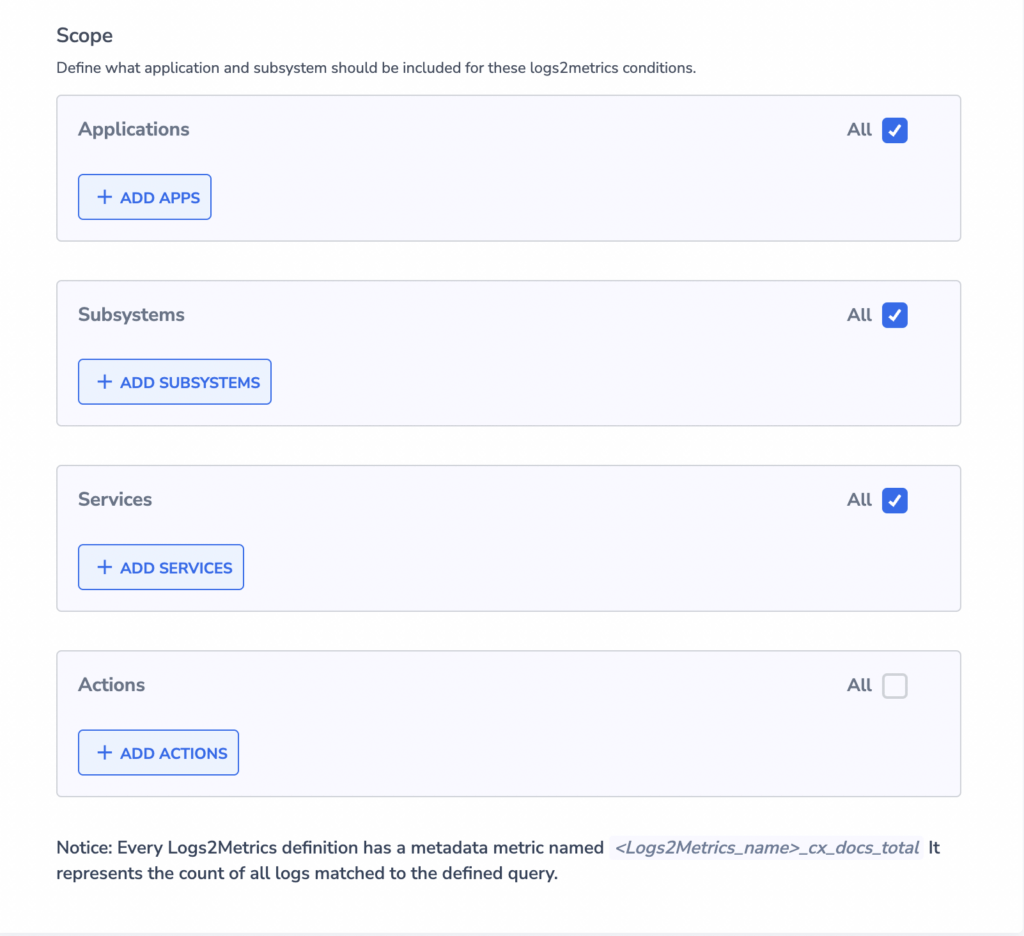 Scope
Define what application and subsystem should be included for these logs2metrics conditions.
Applications
All
+ ADD APPS
Subsystems
All
+ ADD SUBSYSTEMS
Services
All
+ ADD SERVICES
Actions
All
+ ADD ACTIONS
Notice: Every Logs2Metrics definition has a metadata metric named <Logs2Metrics_name>_cx_docs_total It
represents the count of all logs matched to the defined query.